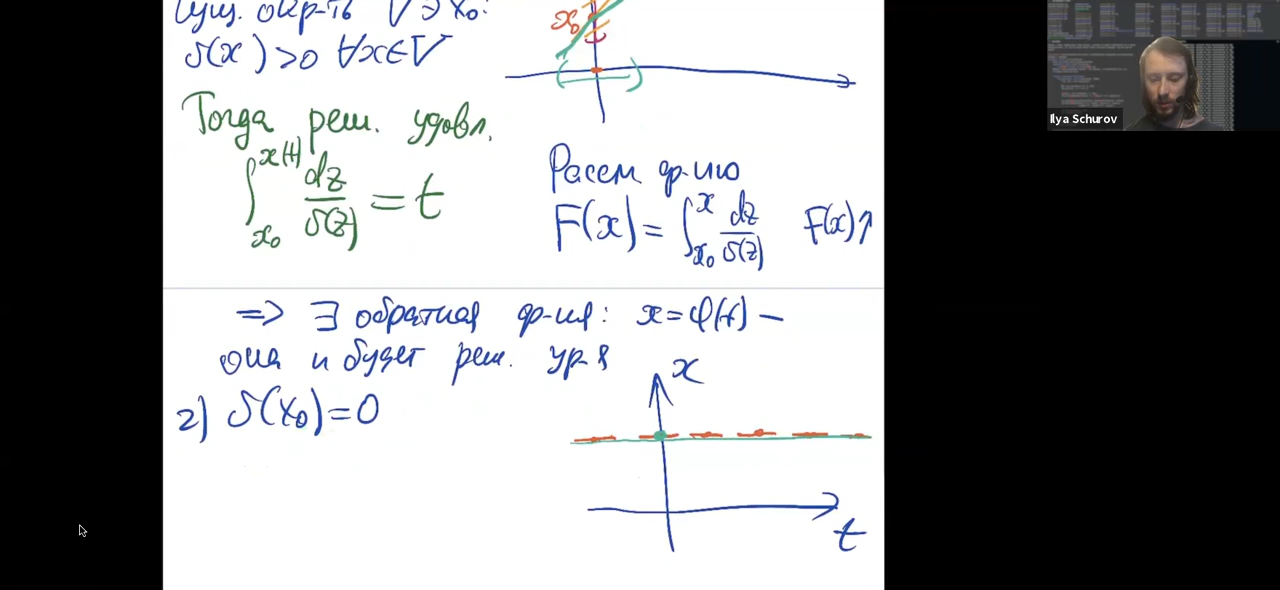 Сущ. окр-ть V ∋ x₀:
v(x) > 0 ∀x∈V
x₀
Тогда реш. удовл.
∫_{x₀}^{x(t)} dz/v(z) = t
Рассм ф-ию
F(x) = ∫_{x₀}^{x} dz/v(z) F(x)↑
=> ∃ обратная ф-ия: x = φ(t) –
она и будет реш. ур-я
2) v(x₀) = 0
x
t
Ilya Schurov